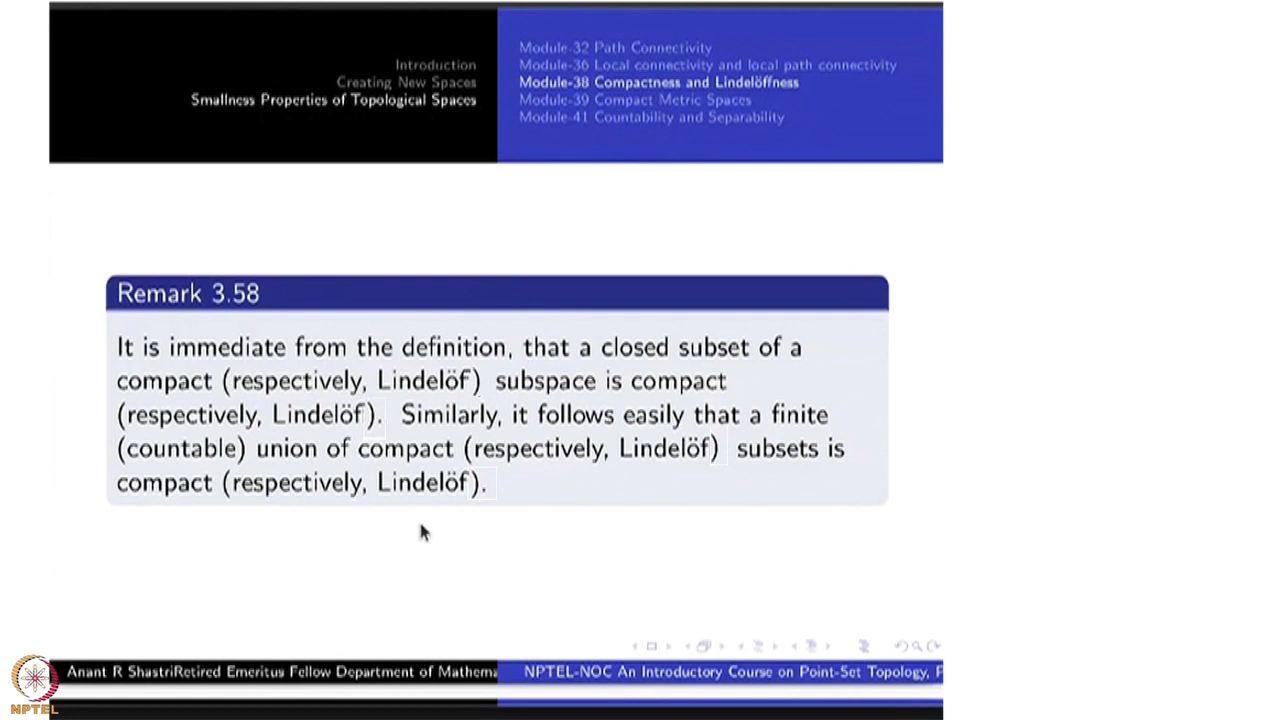 Introduction
Creating New Spaces
Smallness Properties of Topological Spaces
Module-32 Path Connectivity
Module-36 Local connectivity and local path connectivity
Module-38 Compactness and Lindelöffness
Module-39 Compact Metric Spaces
Module-41 Countability and Separability
Remark 3.58
It is immediate from the definition, that a closed subset of a
compact (respectively, Lindelöf) subspace is compact
(respectively, Lindelöf). Similarly, it follows easily that a finite
(countable) union of compact (respectively, Lindelöf) subsets is
compact (respectively, Lindelöf).
Anant R ShastriRetired Emeritus Fellow Department of Mathema
NPTEL-NOC An Introductory Course on Point-Set Topology, P
NPTEL